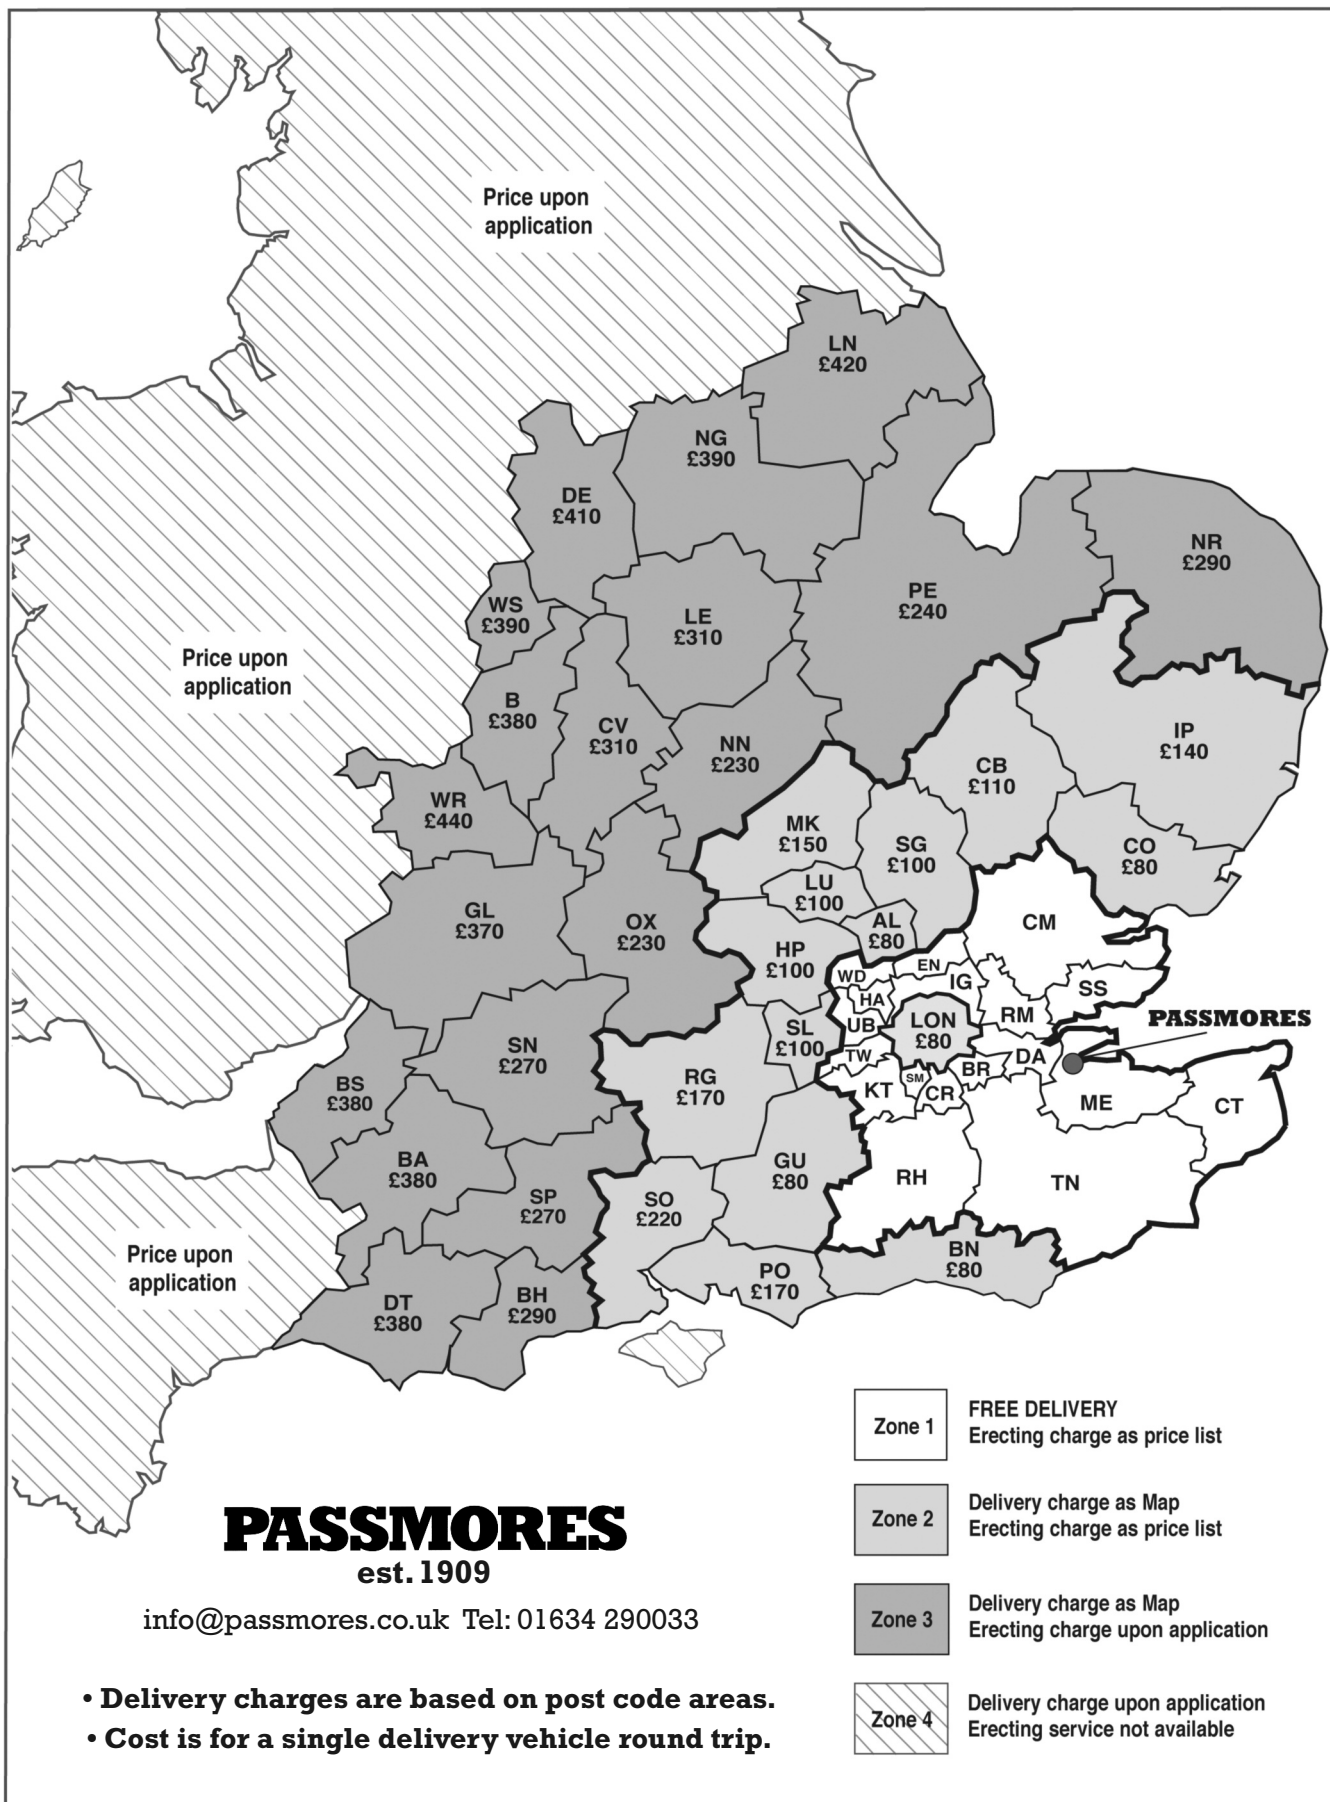 Price upon
application
LN
£420
NG
£390
DE
£410
NR
£290
PE
£240
WS
£390
LE
£310
Price upon
application
B
£380
CV
£310
NN
£230
IP
£140
CB
£110
WR
£440
MK
£150
SG
£100
CO
£80
LU
£100
GL
£370
OX
£230
AL
£80
CM
HP
£100
WD
EN
IG
HA
SS
RM
UB
LON
£80
SL
£100
PASSMORES
SN
£270
TW
DA
BR
RG
£170
BS
£380
KT
SM
CR
ME
CT
BA
£380
GU
£80
RH
TN
SP
£270
SO
£220
Price upon
application
BN
£80
PO
£170
DT
£380
BH
£290
Zone 1
FREE DELIVERY
Erecting charge as price list
Zone 2
Delivery charge as Map
Erecting charge as price list
Zone 3
Delivery charge as Map
Erecting charge upon application
Zone 4
Delivery charge upon application
Erecting service not available
PASSMORES
est. 1909
info@passmores.co.uk Tel: 01634 290033
• Delivery charges are based on post code areas.
• Cost is for a single delivery vehicle round trip.